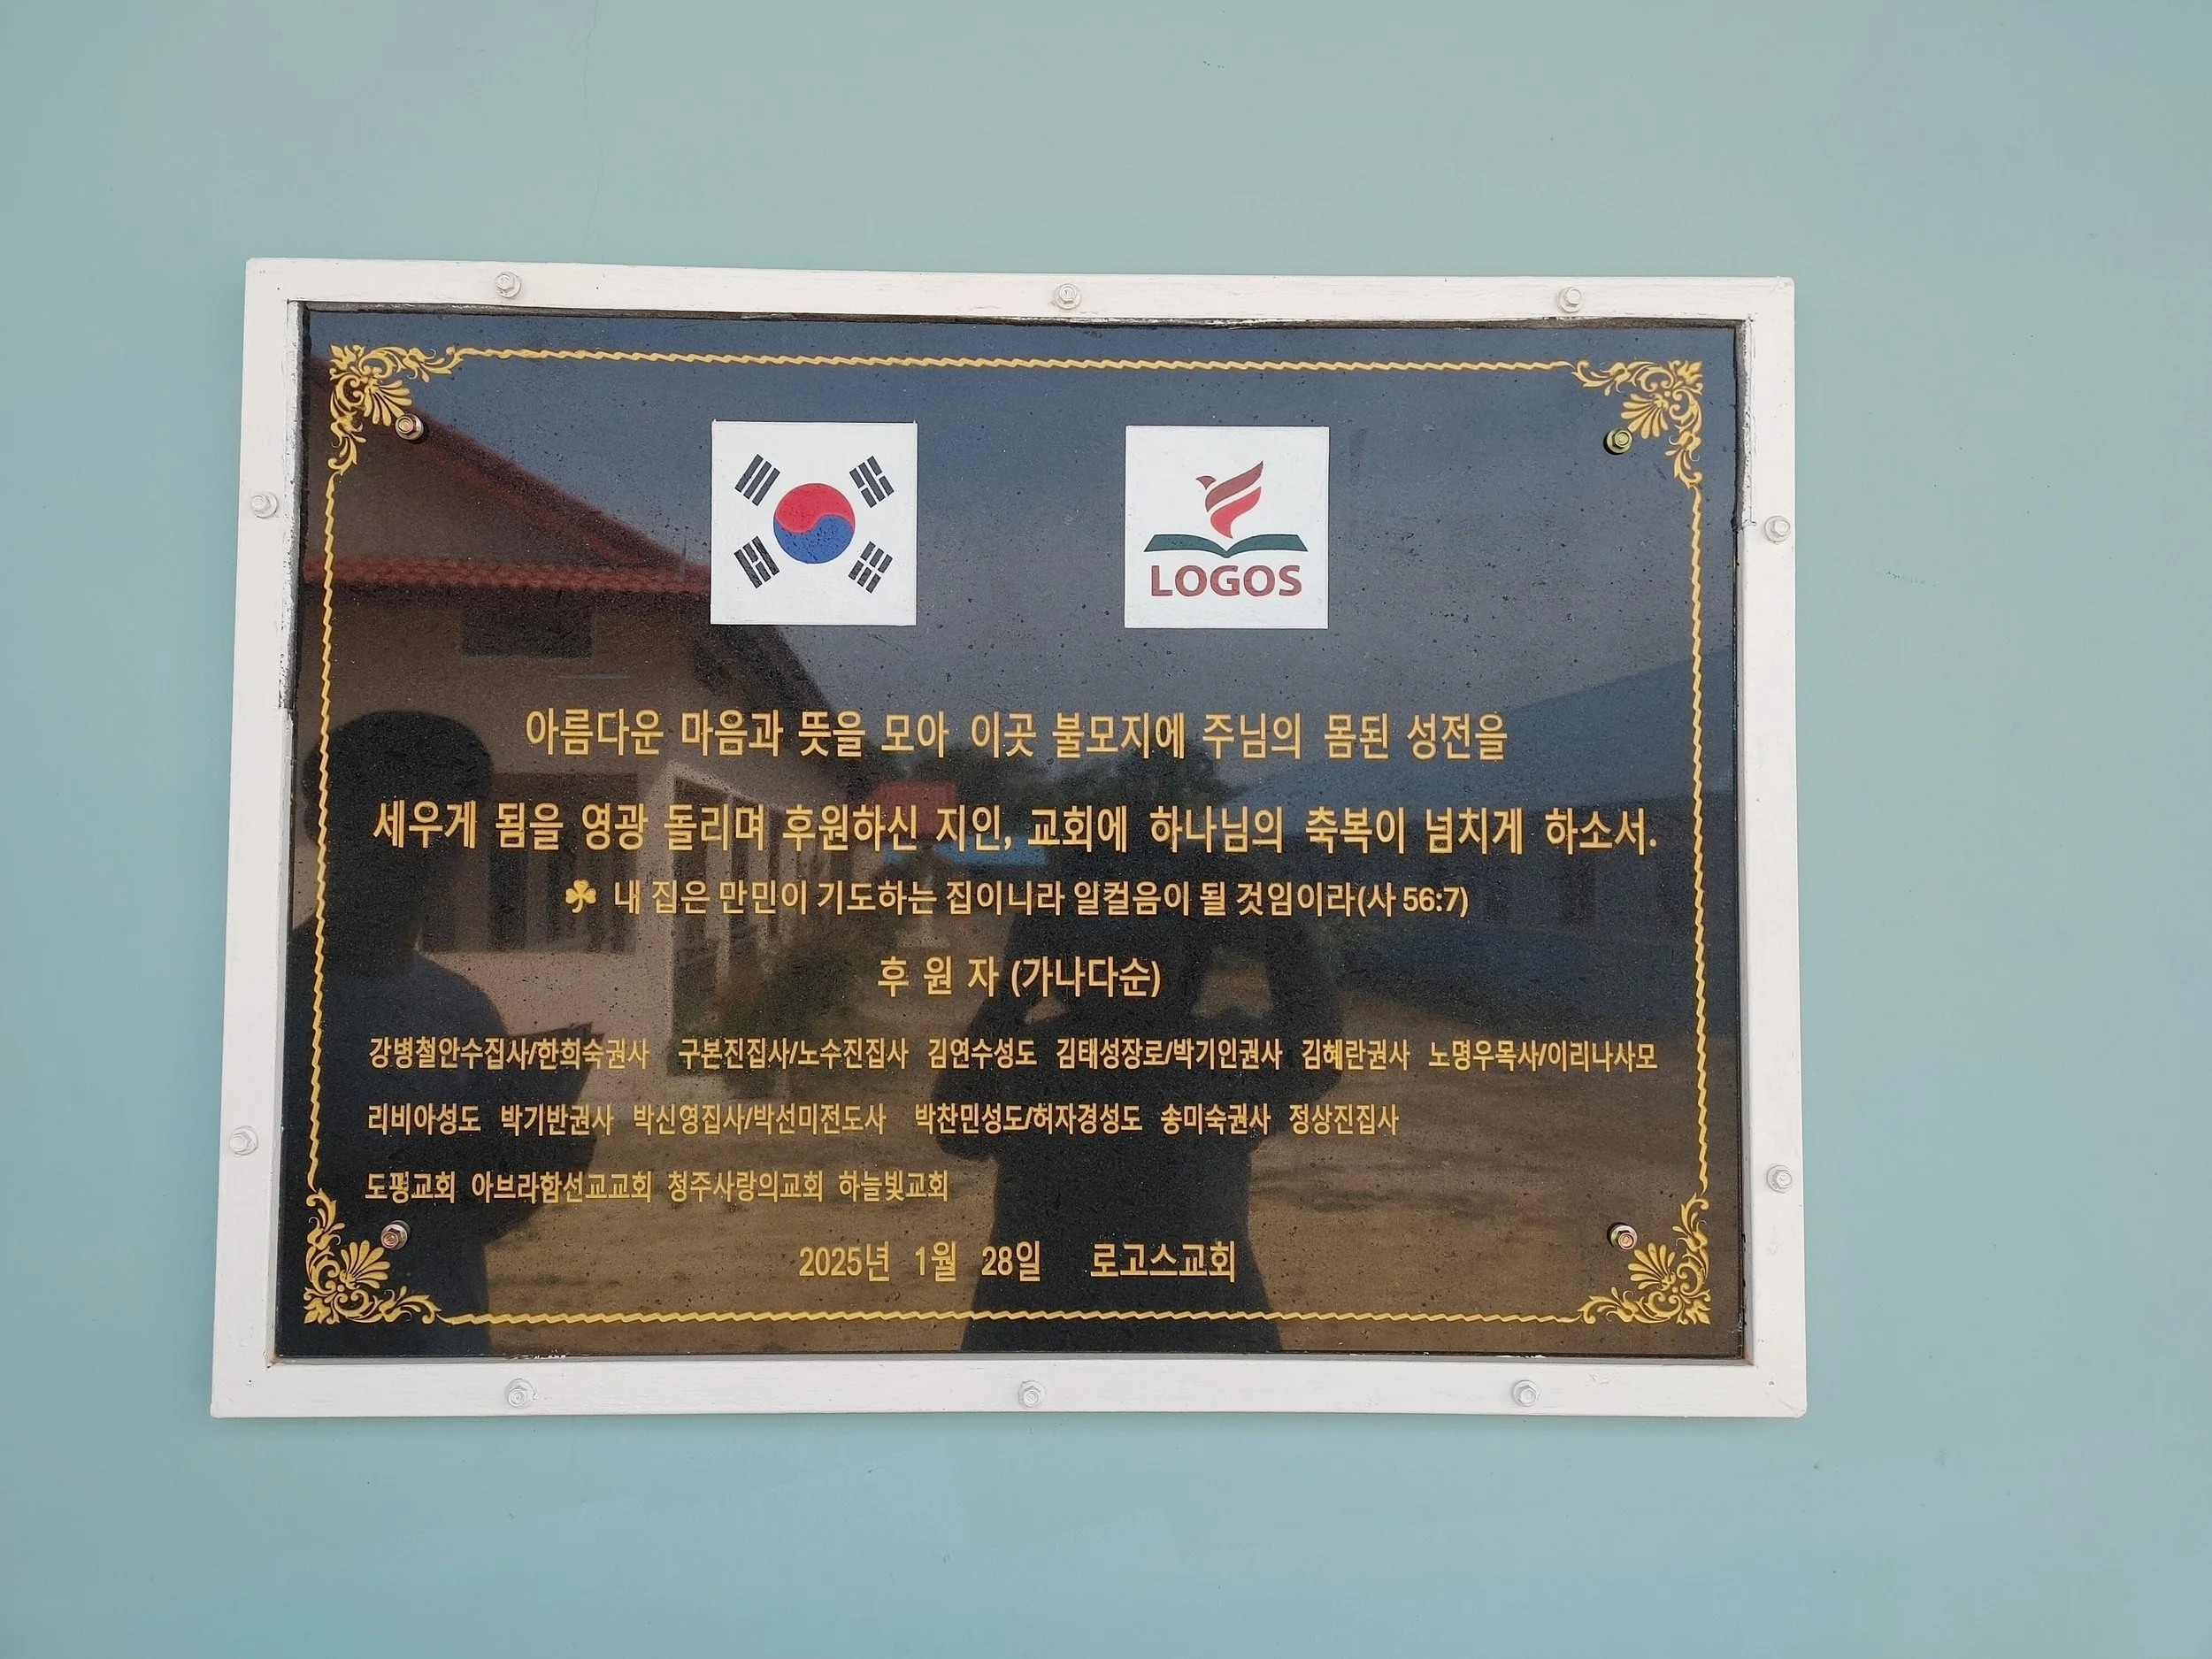 LOGOS
아름다운 마음과 뜻을 모아 이곳 불모지에 주님의 몸된 성전을
세우게 됨을 영광 돌리며 후원하신 지인, 교회에 하나님의 축복이 넘치게 하소서.
내 집은 만민이 기도하는 집이니라 일컬음이 될 것임이라(사 56:7)
후 원 자 (가나다순)
강병철안수집사/한희숙권사 구본진집사/노수진집사 김연수성도 김태성장로/박기인권사 김혜란권사 노명우목사/이리나사모
리비아성도 박기반권사 박신영집사/박선미전도사 박찬민성도/허자경성도 송미숙권사 정상진집사
도평교회 아브라함선교교회 청주사랑의교회 하늘빛교회
2025년 1월 28일 로고스교회